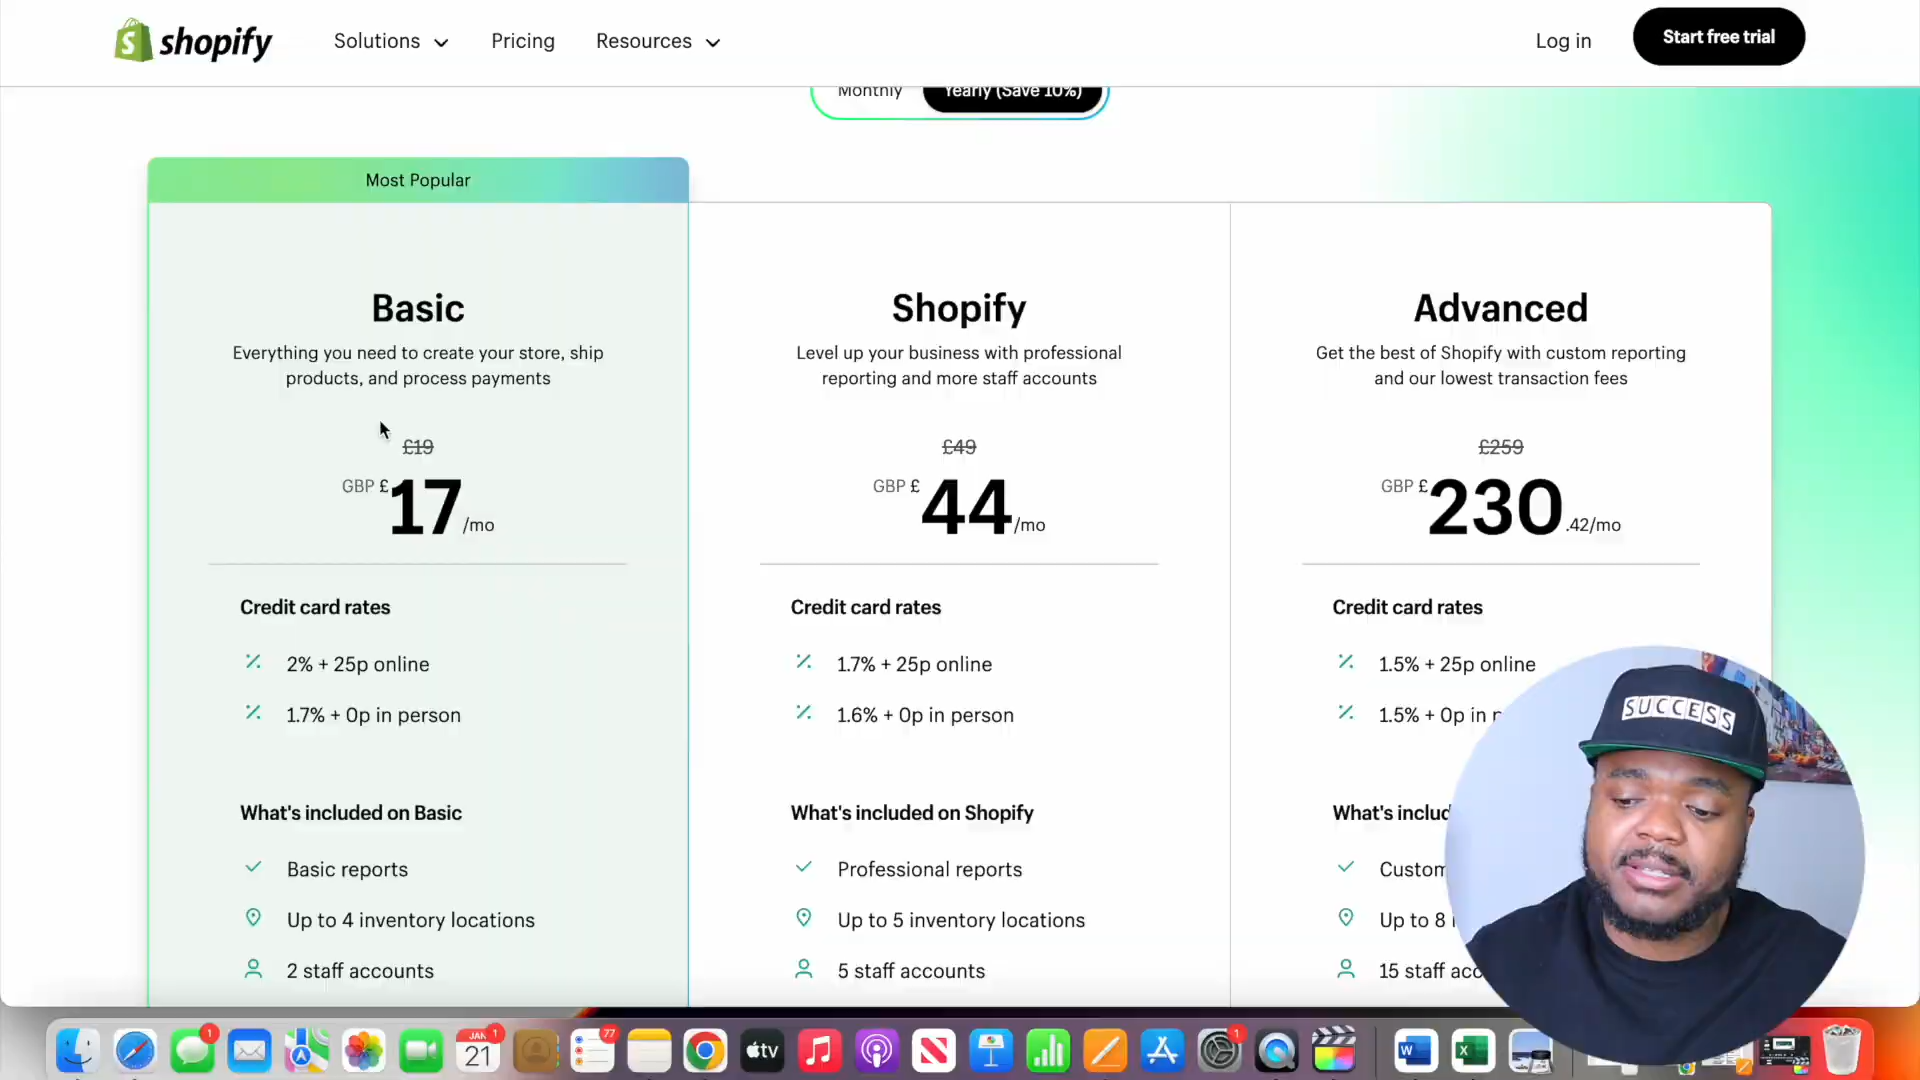 shopify
Solutions
Pricing
Resources
Log in
Start free trial
Monthly
Yearly (Save 10%)
Most Popular
Basic
Everything you need to create your store, ship
products, and process payments
£19
GBP £17/mo
Credit card rates
2% + 25p online
1.7% + 0p in person
What's included on Basic
Basic reports
Up to 4 inventory locations
2 staff accounts
Shopify
Level up your business with professional
reporting and more staff accounts
£49
GBP £44/mo
Credit card rates
1.7% + 25p online
1.6% + 0p in person
What's included on Shopify
Professional reports
Up to 5 inventory locations
5 staff accounts
Advanced
Get the best of Shopify with custom reporting
and our lowest transaction fees
£259
GBP £230.42/mo
Credit card rates
1.5% + 25p online
1.5% + 0p in
What's
Up to 8
15 staff
SUCCESS
1
JAN
21
1
77
tv
1
W
X